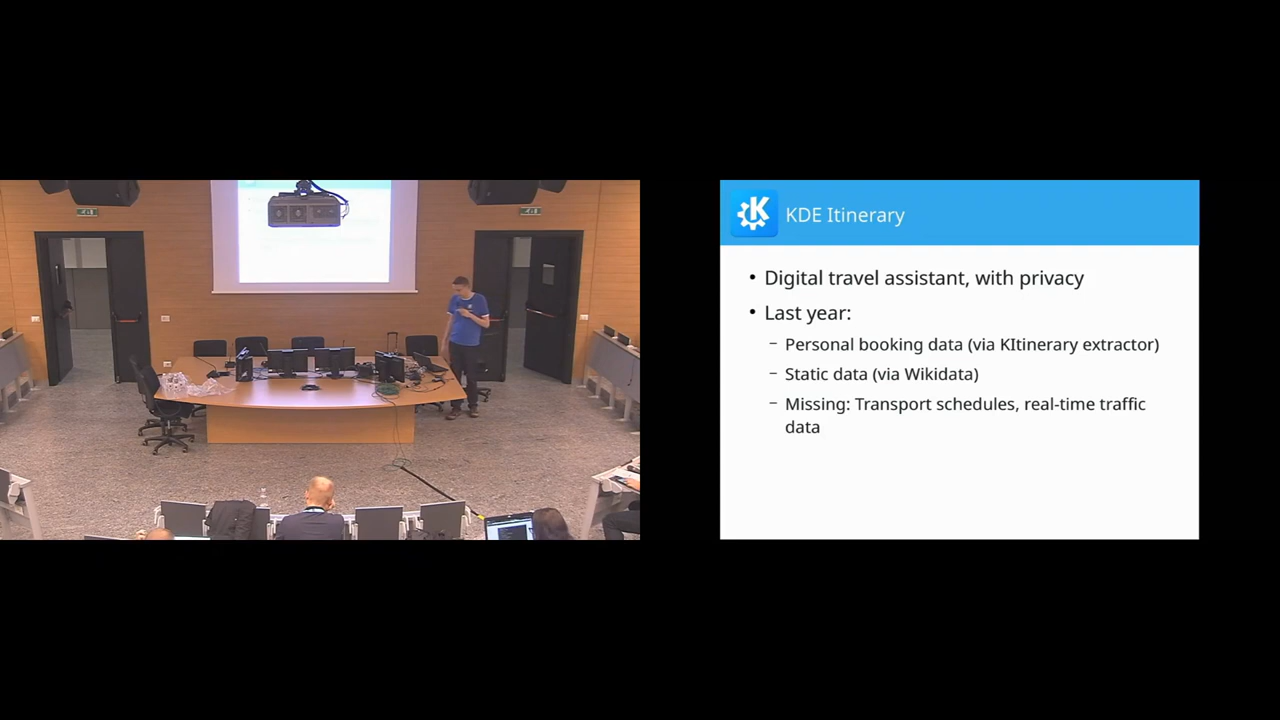 KDE Itinerary
• Digital travel assistant, with privacy
• Last year:
– Personal booking data (via KItinerary extractor)
– Static data (via Wikidata)
– Missing: Transport schedules, real-time traffic
data